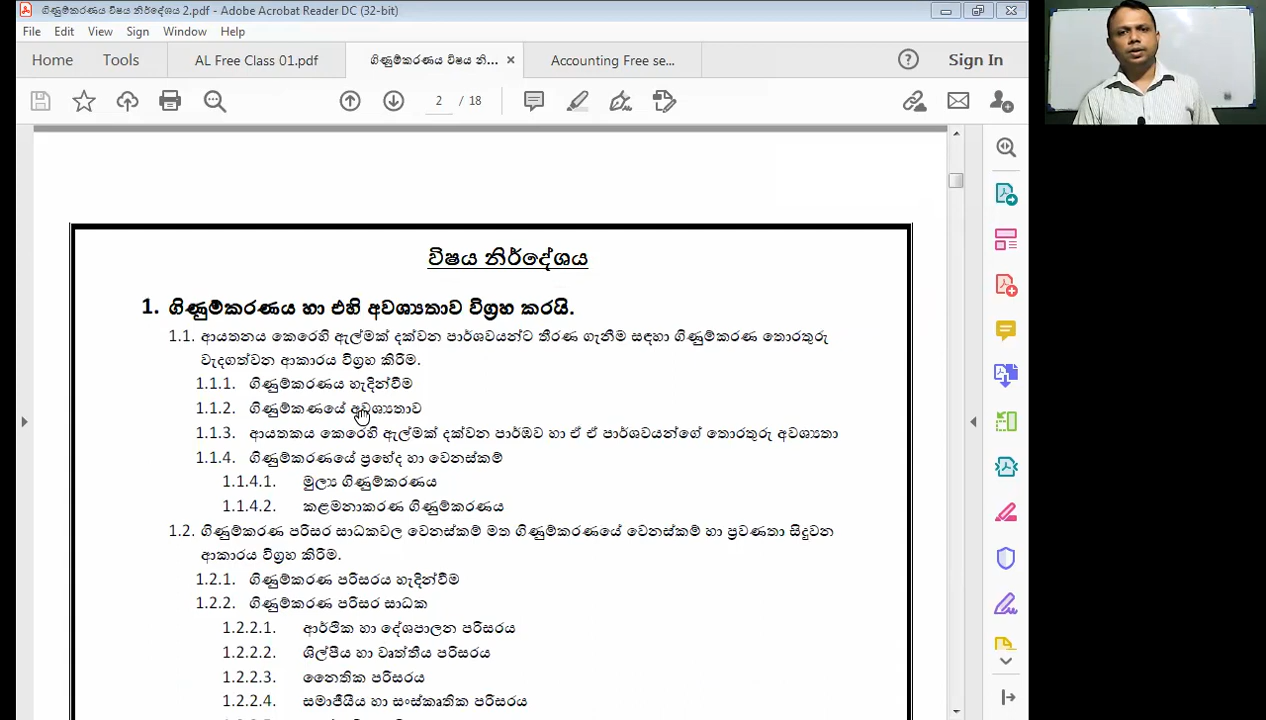 ගිණුම්කරණය විෂය නිර්දේශය 2.pdf - Adobe Acrobat Reader DC (32-bit)
File Edit View Sign Window Help
Home Tools AL Free Class 01.pdf ගිණුම්කරණය විෂය නි... Accounting Free se... Sign In
2 / 18
විෂය නිර්දේශය
1. ගිණුම්කරණය හා එහි අවශ්‍යතාව විග්‍රහ කරයි.
1.1. ආයතනය කෙරෙහි ඇල්මක් දක්වන පාර්ශවයන්ට තීරණ ගැනීම සඳහා ගිණුම්කරණ තොරතුරු
වැදගත්වන ආකාරය විග්‍රහ කිරීම.
1.1.1. ගිණුම්කරණය හැදින්වීම
1.1.2. ගිණුම්කණයේ අවශ්‍යතාව
1.1.3. ආයතකය කෙරෙහි ඇල්මක් දක්වන පාර්ඹව හා ඒ ඒ පාර්ශවයන්ගේ තොරතුරු අවශ්‍යතා
1.1.4. ගිණුම්කරණයේ ප්‍රභේද හා වෙනස්කම්
1.1.4.1. මූල්‍ය ගිණුම්කරණය
1.1.4.2. කළමනාකරණ ගිණුම්කරණය
1.2. ගිණුම්කරණ පරිසර සාධකවල වෙනස්කම් මත ගිණුම්කරණයේ වෙනස්කම් හා ප්‍රවණතා සිදුවන
ආකාරය විග්‍රහ කිරීම.
1.2.1. ගිණුම්කරණ පරිසරය හැදින්වීම
1.2.2. ගිණුම්කරණ පරිසර සාධක
1.2.2.1. ආර්ථික හා දේශපාලන පරිසරය
1.2.2.2. ශිල්පීය හා වෘත්තීය පරිසරය
1.2.2.3. නෛතික පරිසරය
1.2.2.4. සමාජීයීය හා සංස්කෘතික පරිසරය